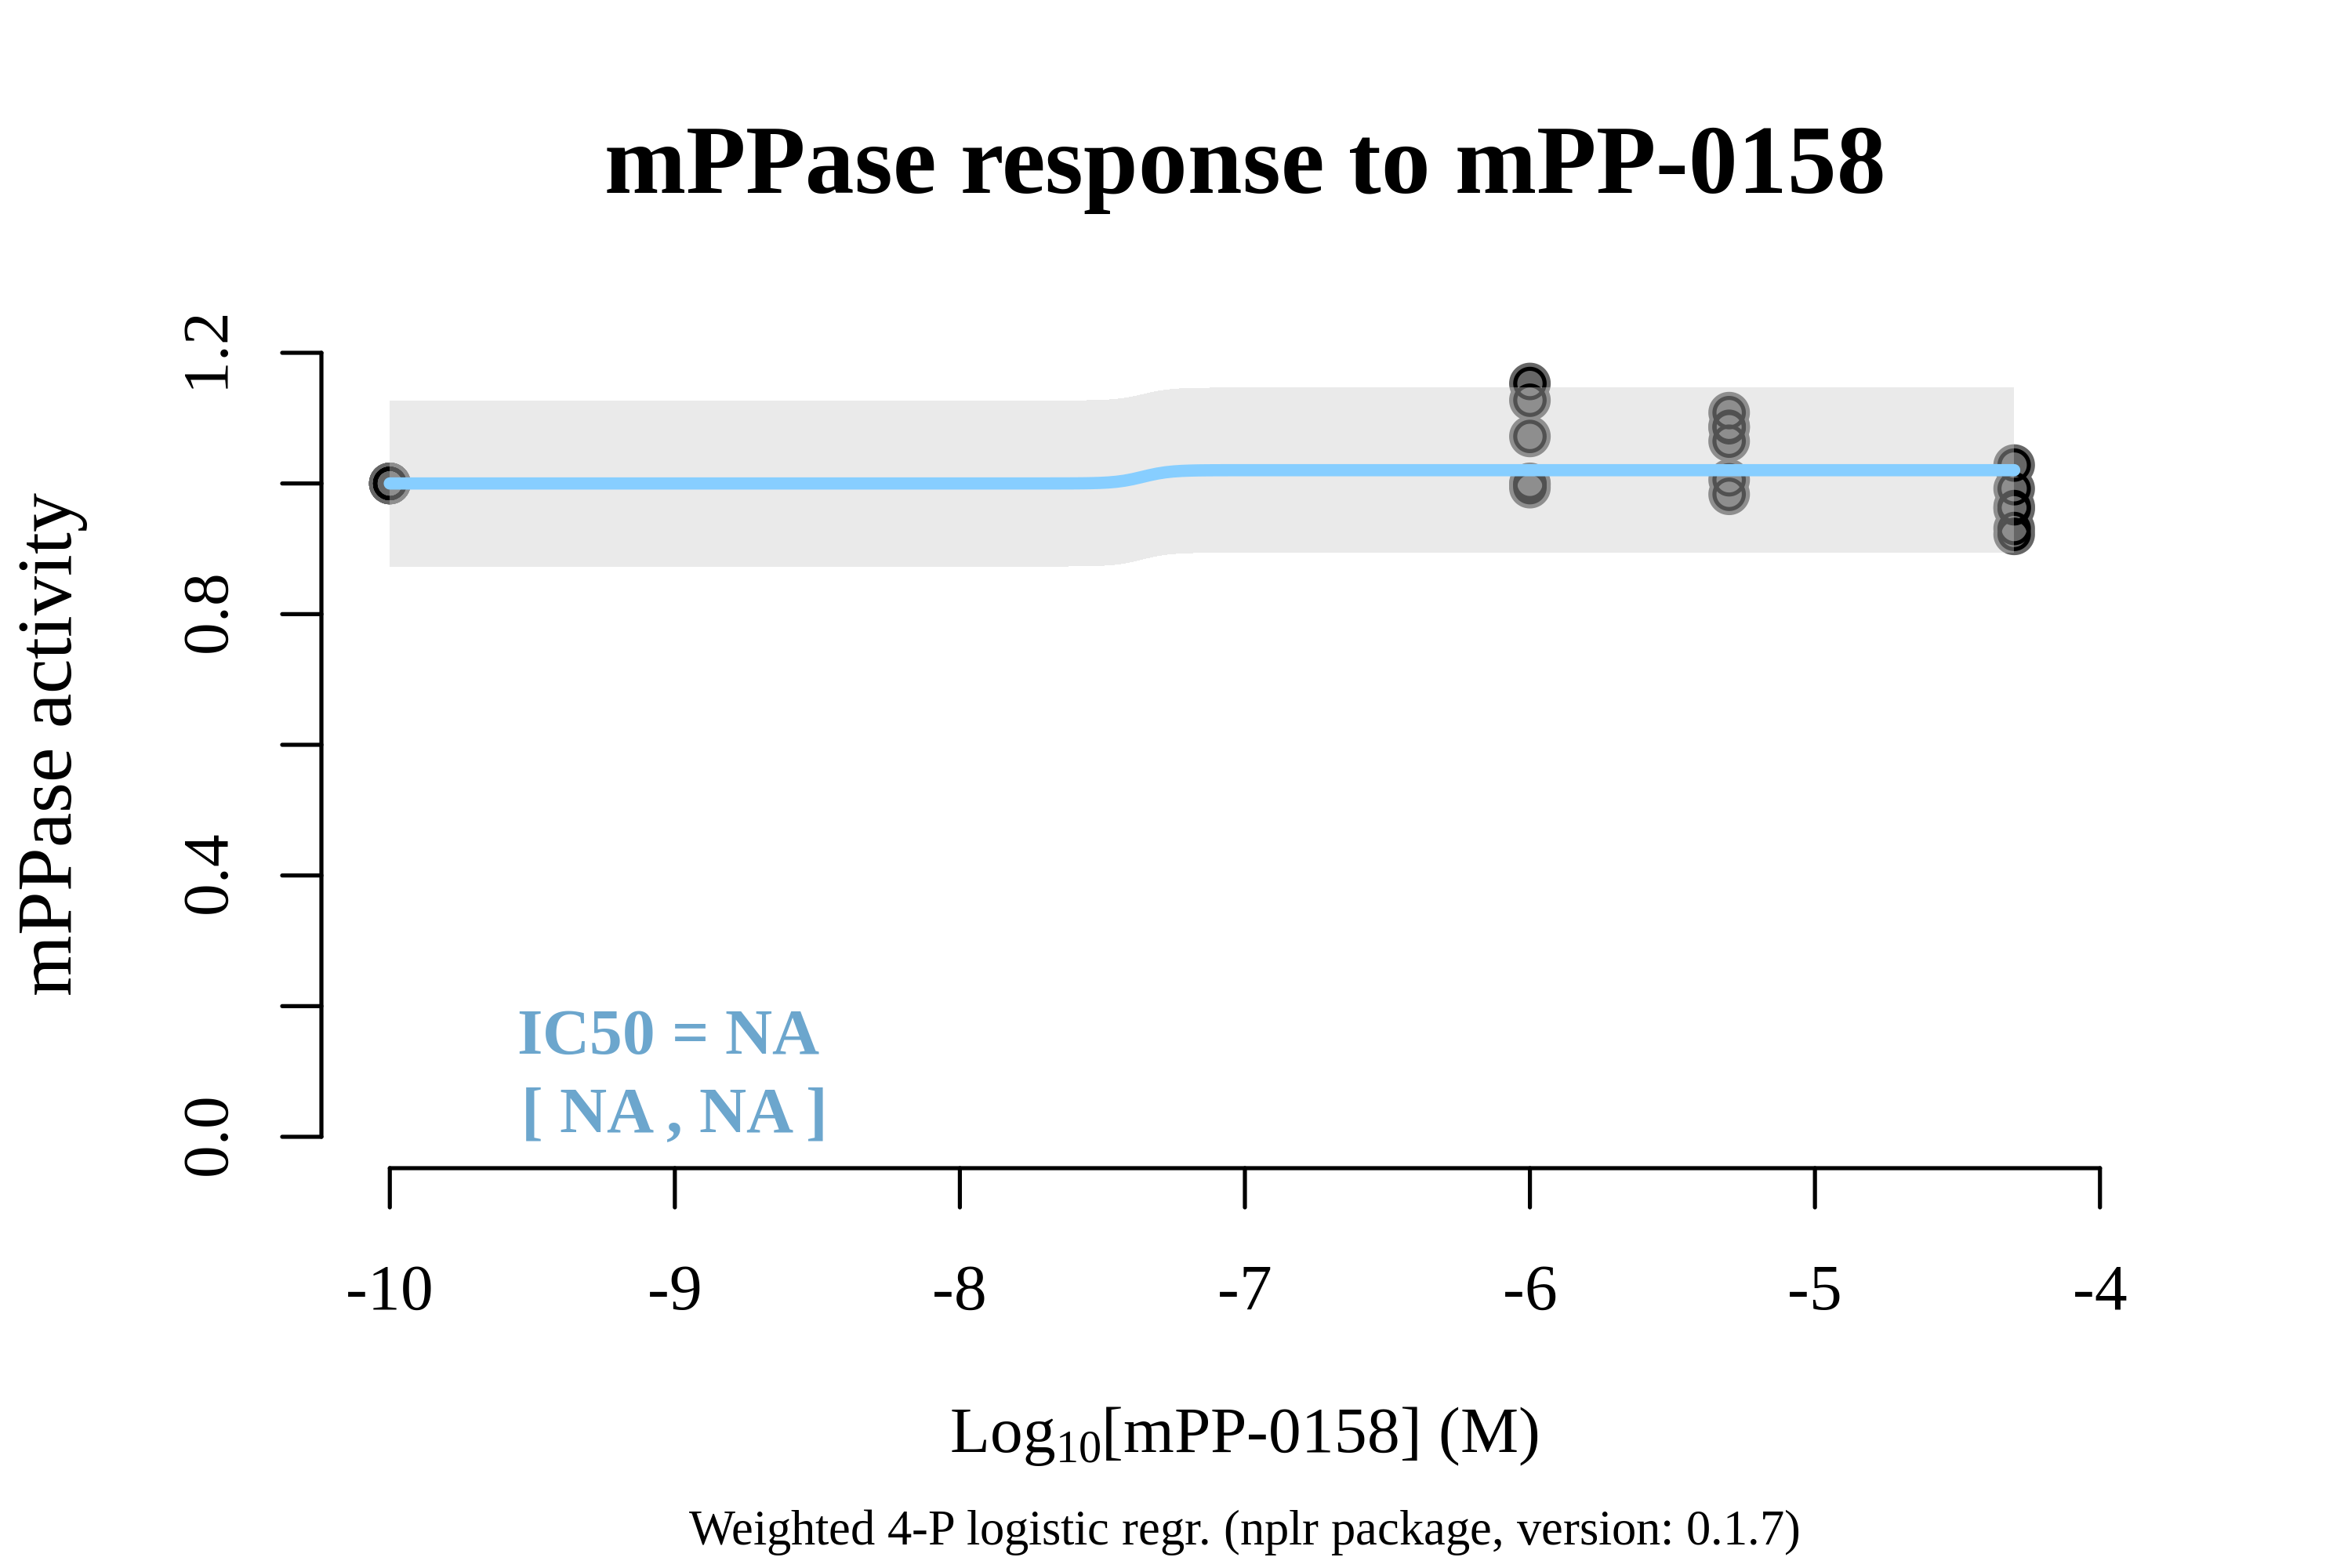 mPPase response to mPP-0158
mPPase activity
1.2
0.8
0.4
0.0
IC50 = NA
[ NA , NA ]
-10 -9 -8 -7 -6 -5 -4
Log10[mPP-0158] (M)
Weighted 4-P logistic regr. (nplr package, version: 0.1.7)